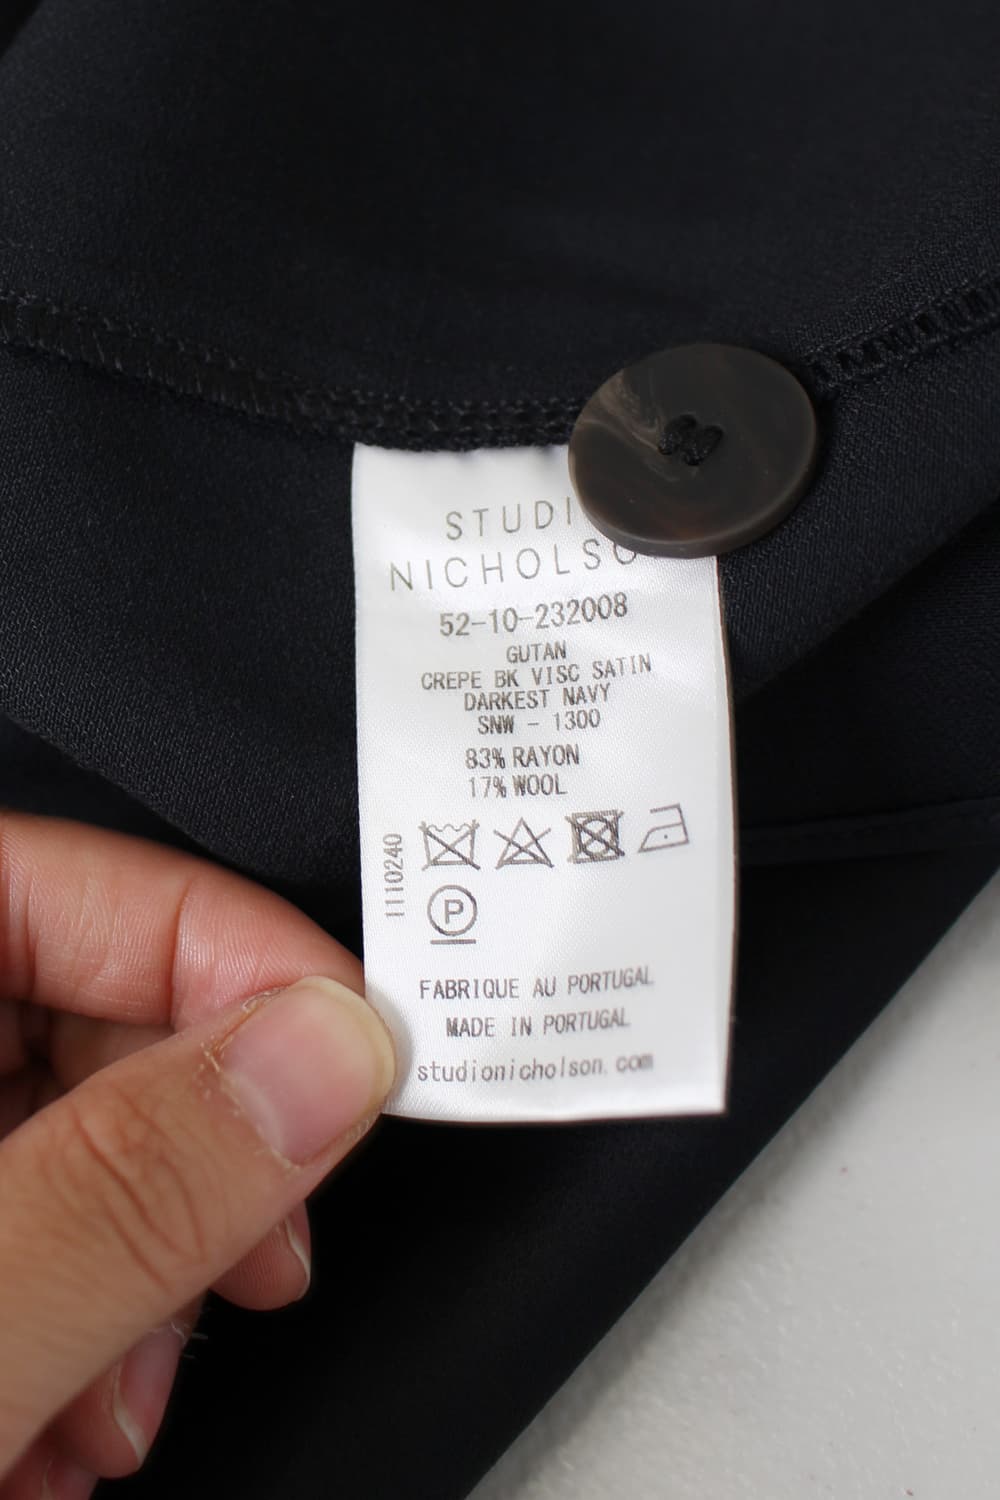 STUDI
NICHOLSO
52-10-232008
GUTAN
CREPE BK VISC SATIN
DARKEST NAVY
SNW - 1300
83% RAYON
17% WOOL
1110240
P
FABRIQUE AU PORTUGAL
MADE IN PORTUGAL
studionicholson.com